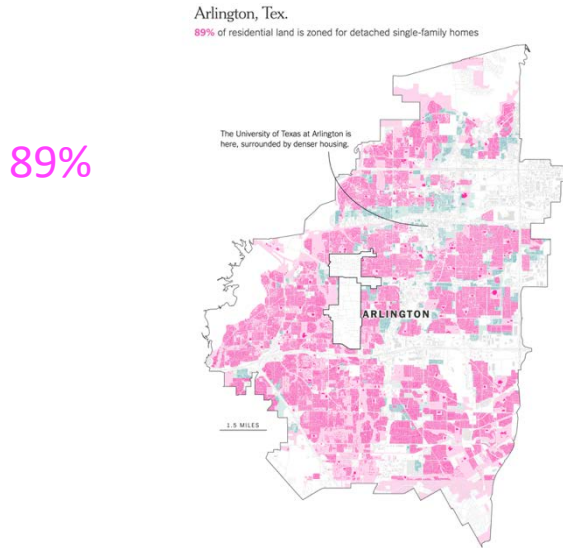 Arlington, Tex.
89% of residential land is zoned for detached single-family homes
The University of Texas at Arlington is
here, surrounded by denser housing.
89%
ARLINGTON
1.5 MILES